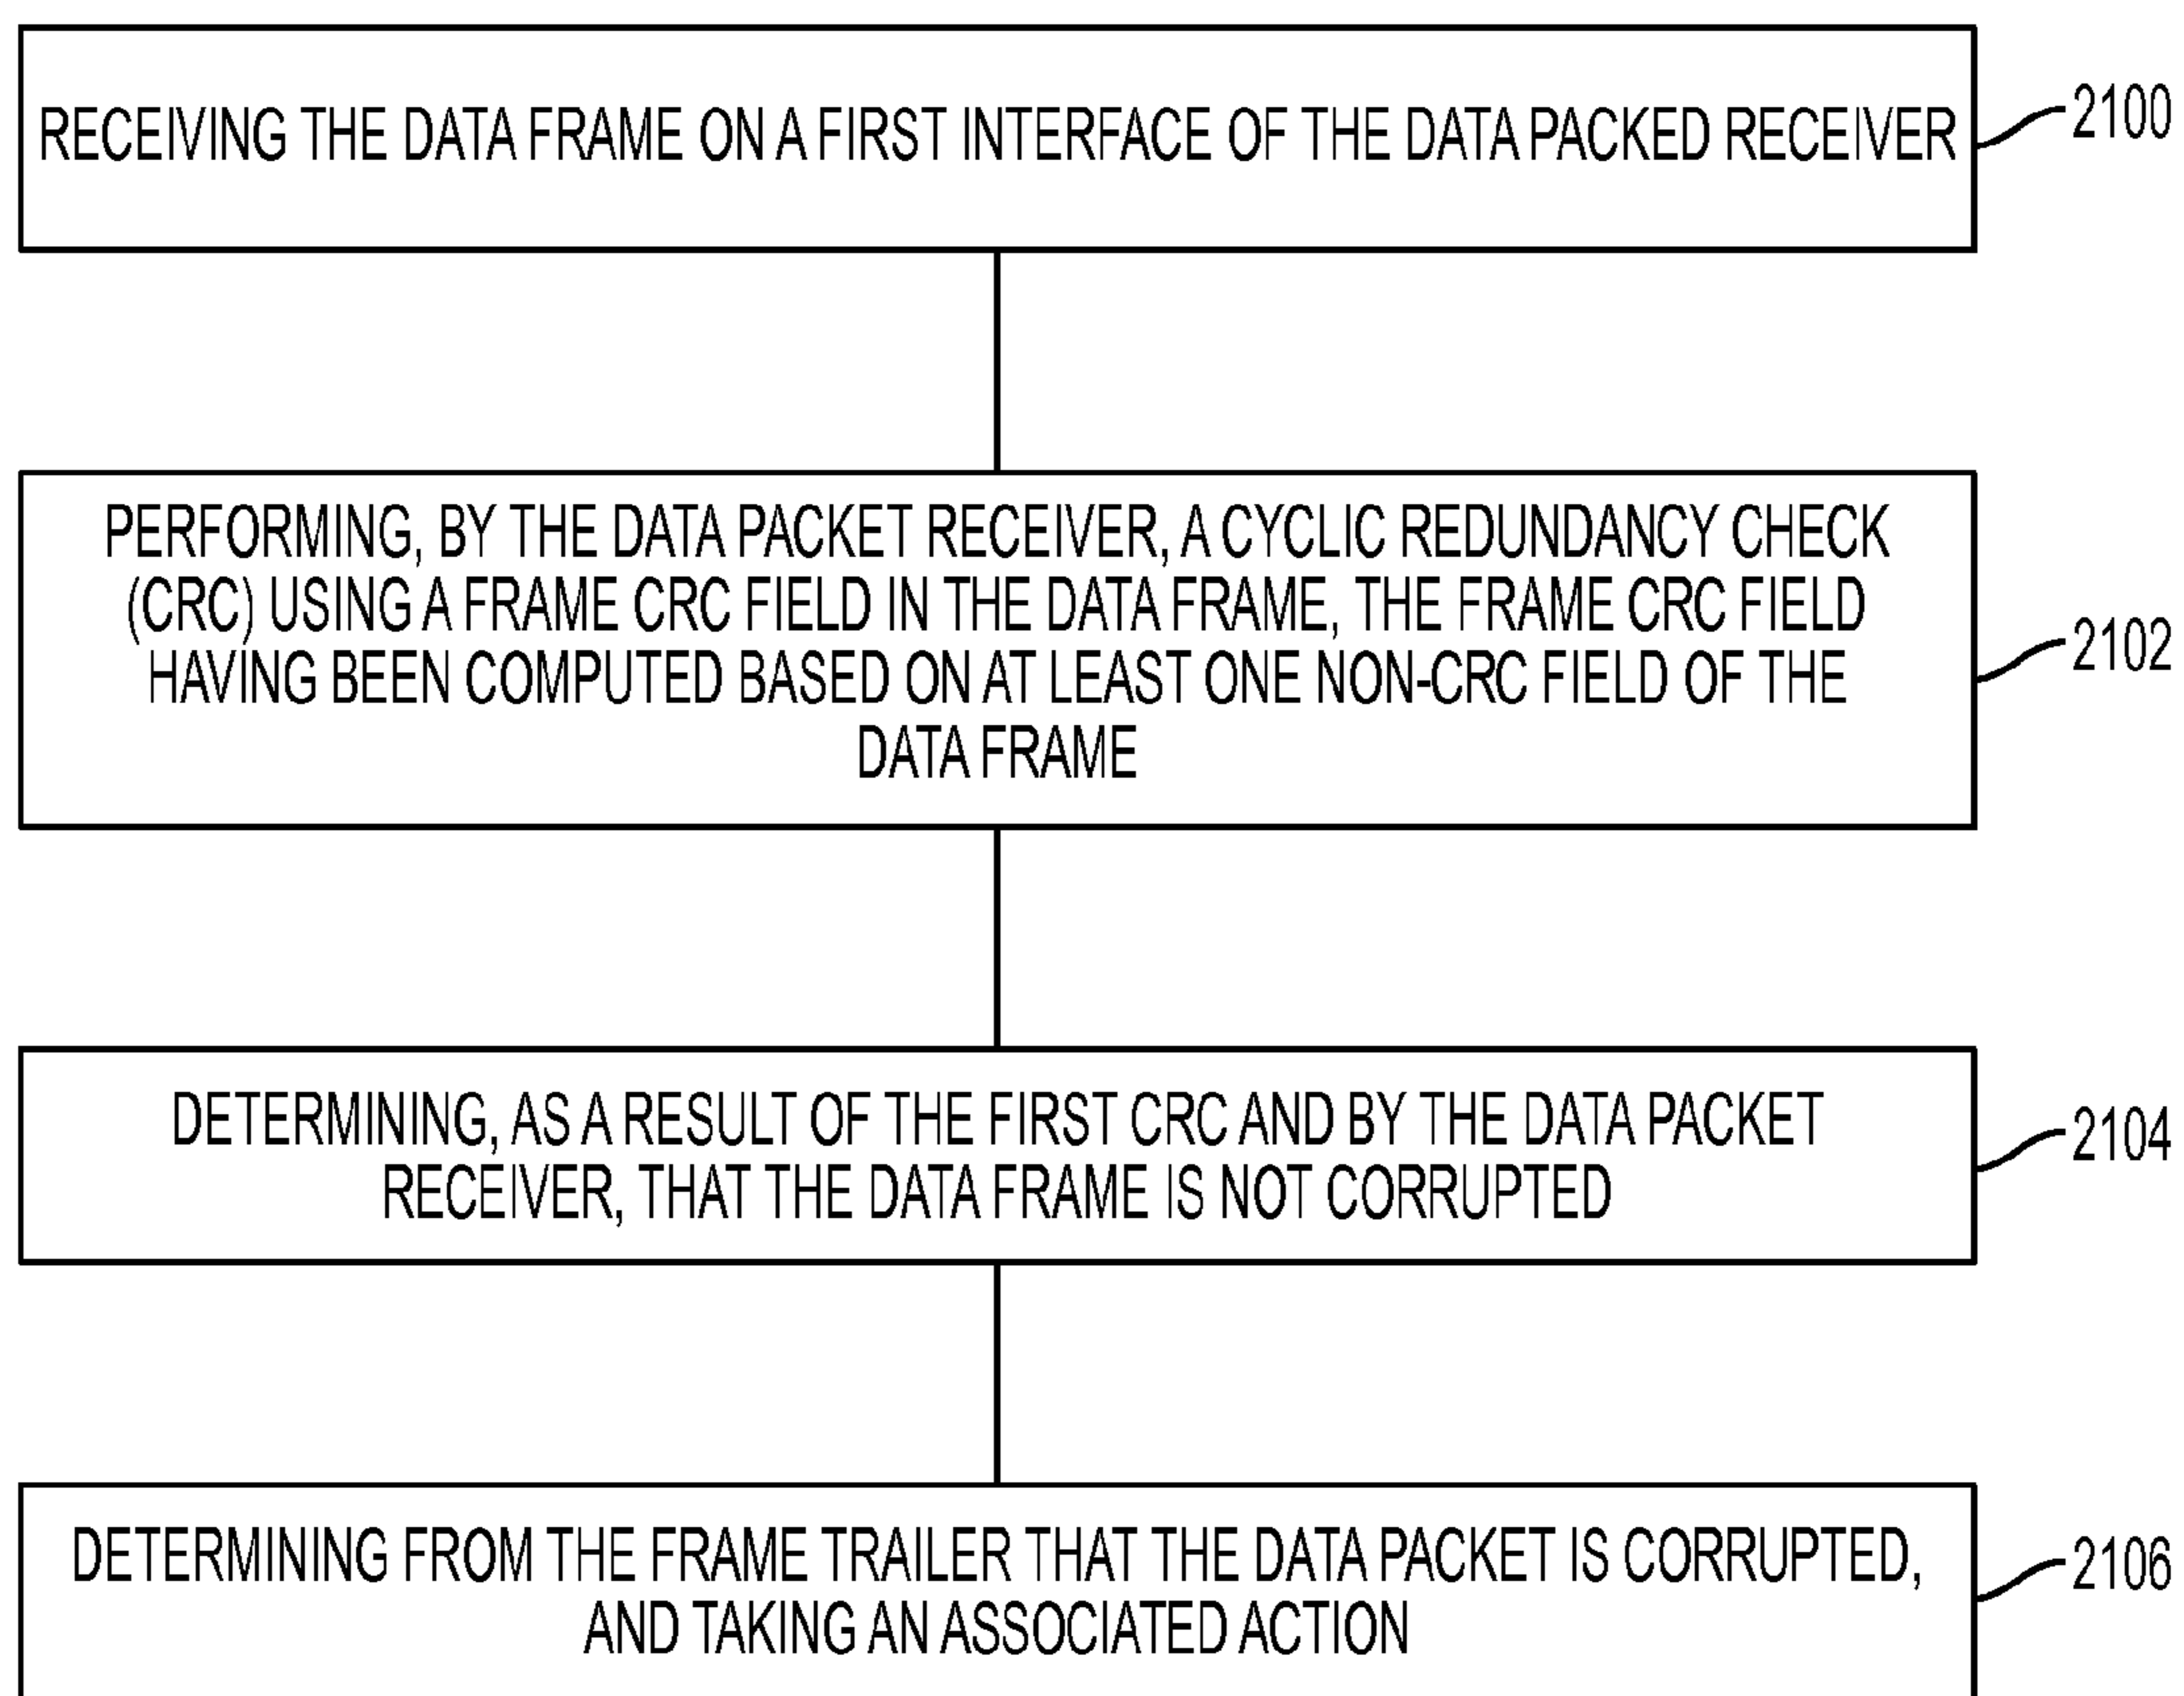 RECEIVING THE DATA FRAME ON A FIRST INTERFACE OF THE DATA PACKED RECEIVER
2100
PERFORMING, BY THE DATA PACKET RECEIVER, A CYCLIC REDUNDANCY CHECK
(CRC) USING A FRAME CRC FIELD IN THE DATA FRAME, THE FRAME CRC FIELD
HAVING BEEN COMPUTED BASED ON AT LEAST ONE NON-CRC FIELD OF THE
DATA FRAME
2102
DETERMINING, AS A RESULT OF THE FIRST CRC AND BY THE DATA PACKET
RECEIVER, THAT THE DATA FRAME IS NOT CORRUPTED
2104
DETERMINING FROM THE FRAME TRAILER THAT THE DATA PACKET IS CORRUPTED,
AND TAKING AN ASSOCIATED ACTION
2106